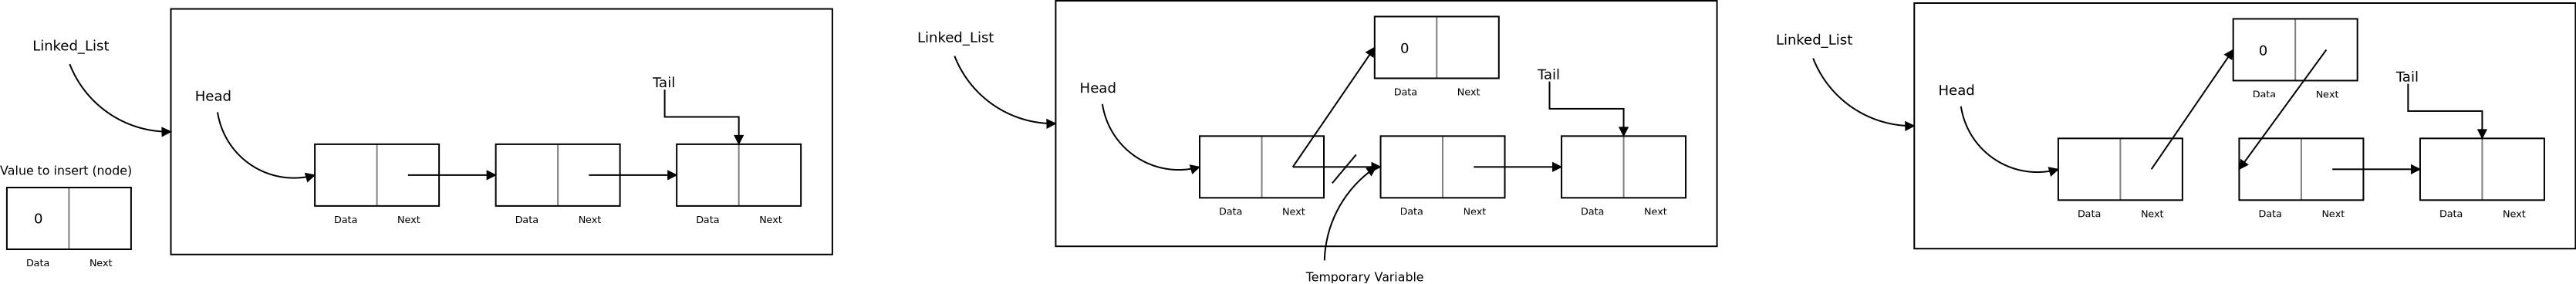 Linked_List
Head
Tail
Data Next
Data Next
Data Next
Value to insert (node)
0
Data Next
Linked_List
Head
0
Data Next
Tail
Data Next
Data Next
Data Next
Temporary Variable
Linked_List
Head
0
Data Next
Tail
Data Next
Data Next
Data Next